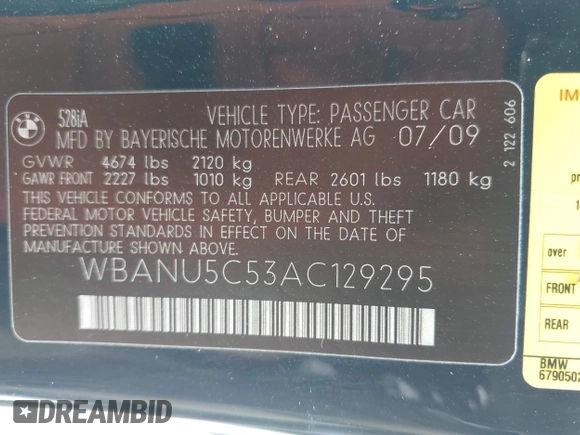 BMW
528iA
VEHICLE TYPE: PASSENGER CAR
MFD BY BAYERISCHE MOTORENWERKE AG 07/09
GVWR 4674 lbs 2120 kg
GAWR FRONT 2227 lbs 1010 kg REAR 2601 lbs 1180 kg
THIS VEHICLE CONFORMS TO ALL APPLICABLE U.S.
FEDERAL MOTOR VEHICLE SAFETY, BUMPER AND THEFT
PREVENTION STANDARDS IN EFFECT ON THE DATE
OF MANUFACTURE SHOWN ABOVE.
WBANU5C53AC129295
2 122 606
IM
over
FRONT
REAR
BMW
679050
DREAMBID